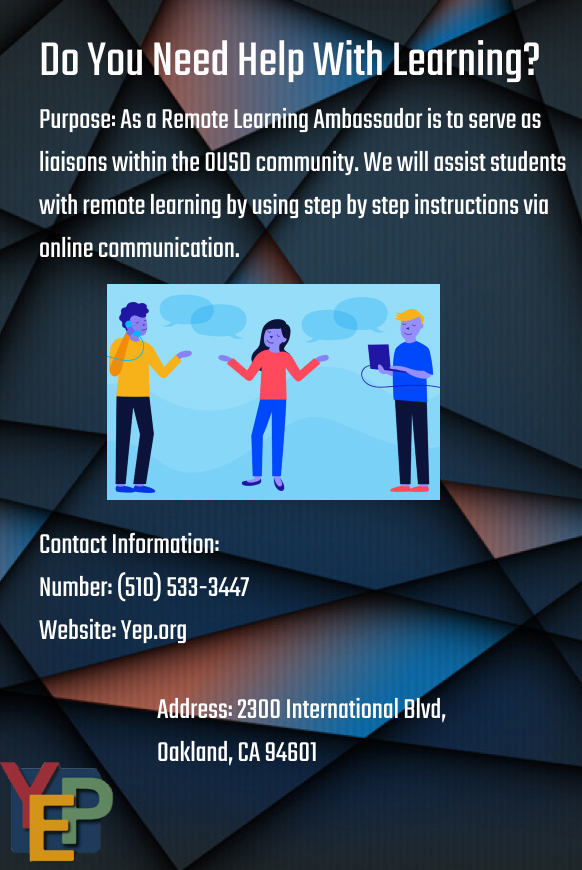 Do You Need Help With Learning?
Purpose: As a Remote Learning Ambassador is to serve as
liaisons within the OUSD community. We will assist students
with remote learning by using step by step instructions via
online communication.
Contact Information:
Number: (510) 533-3447
Website: Yep.org
Address: 2300 International Blvd,
Oakland, CA 94601
YEP